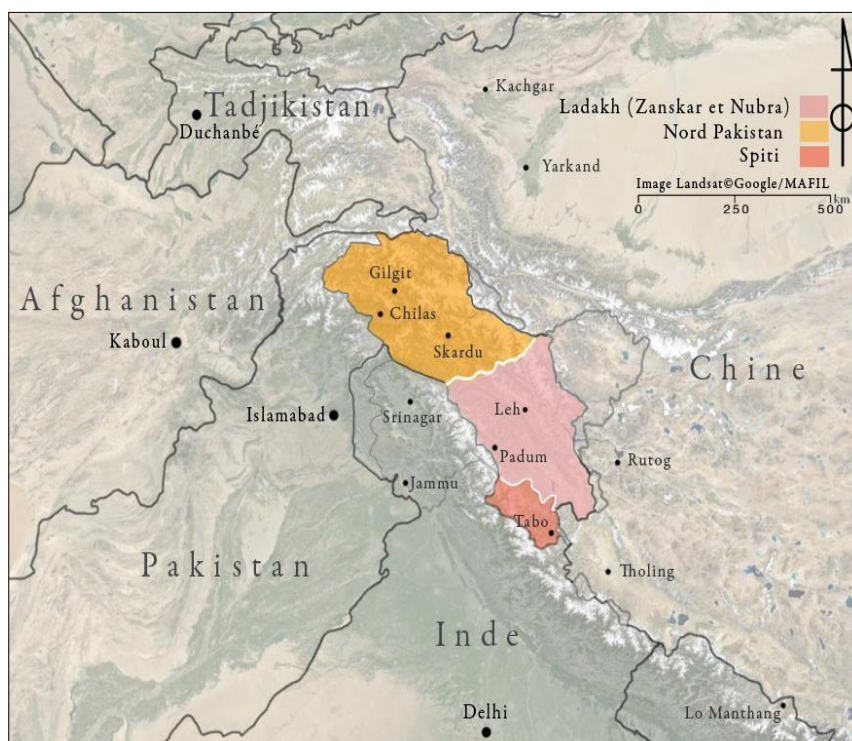 Kachgar
Tadjikistan
Duchanbé
Ladakh (Zanskar et Nubra)
Nord Pakistan
Spiti
Yarkand
Image Landsat©Google/MAFIL
0 250 500 km
Gilgit
Afghanistan
Chilas
Kaboul
Skardu
Chine
Srinagar
Leh
Islamabad
Padum
Rutog
Jammu
Tabo
Pakistan
Tholing
Inde
Delhi
Lo Manthang